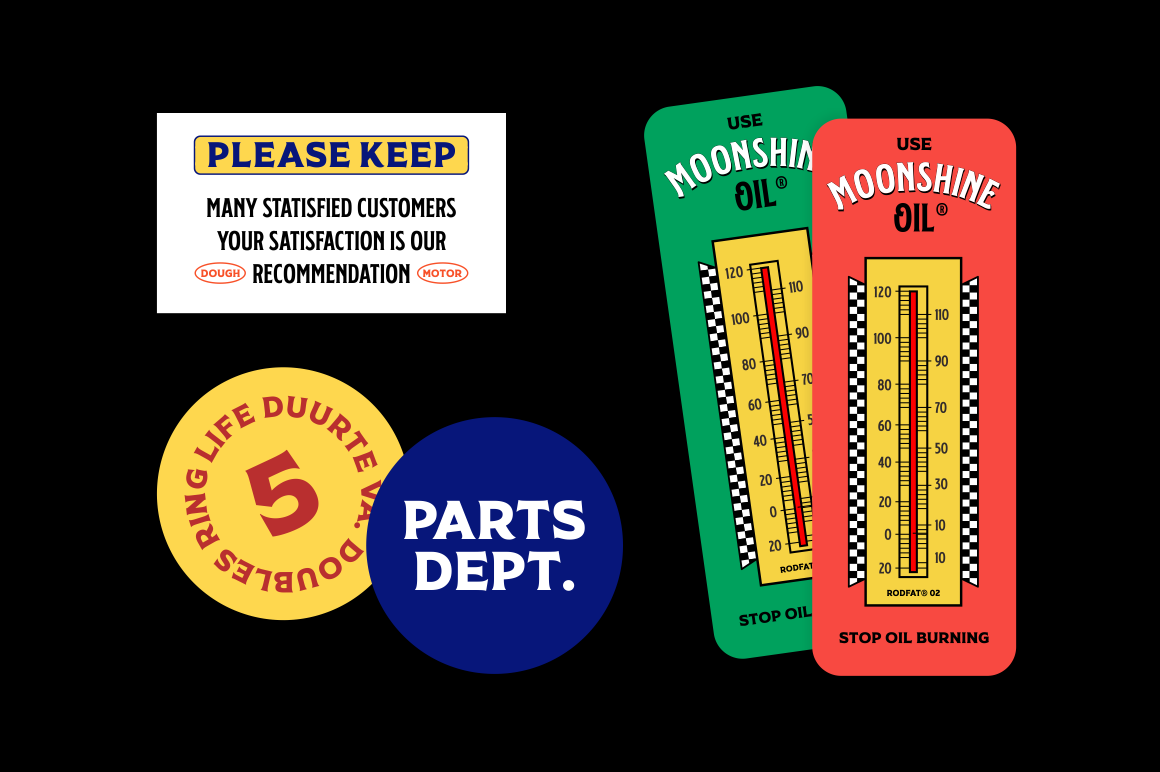 PLEASE KEEP
MANY STATISFIED CUSTOMERS
YOUR SATISFACTION IS OUR
DOUGH RECOMMENDATION MOTOR
DOUBLES RING LIFE DUURTE VA.
5
PARTS
DEPT.
USE
MOONSHIN
OIL®
120
110
100
90
80
70
60
40
20
0
20
RODFAT
STOP OIL
USE
MOONSHINE
OIL®
120
110
100
90
80
70
60
50
40
30
20
10
0
10
20
RODFAT® 02
STOP OIL BURNING